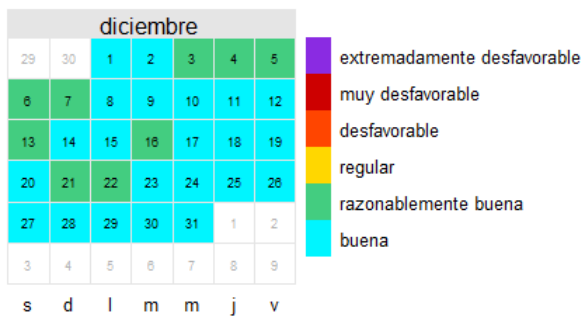 diciembre
29 30 1 2 3 4 5
6 7 8 9 10 11 12
13 14 15 16 17 18 19
20 21 22 23 24 25 26
27 28 29 30 31 1 2
3 4 5 6 7 8 9
s d l m m j v
extremadamente desfavorable
muy desfavorable
desfavorable
regular
razonablemente buena
buena